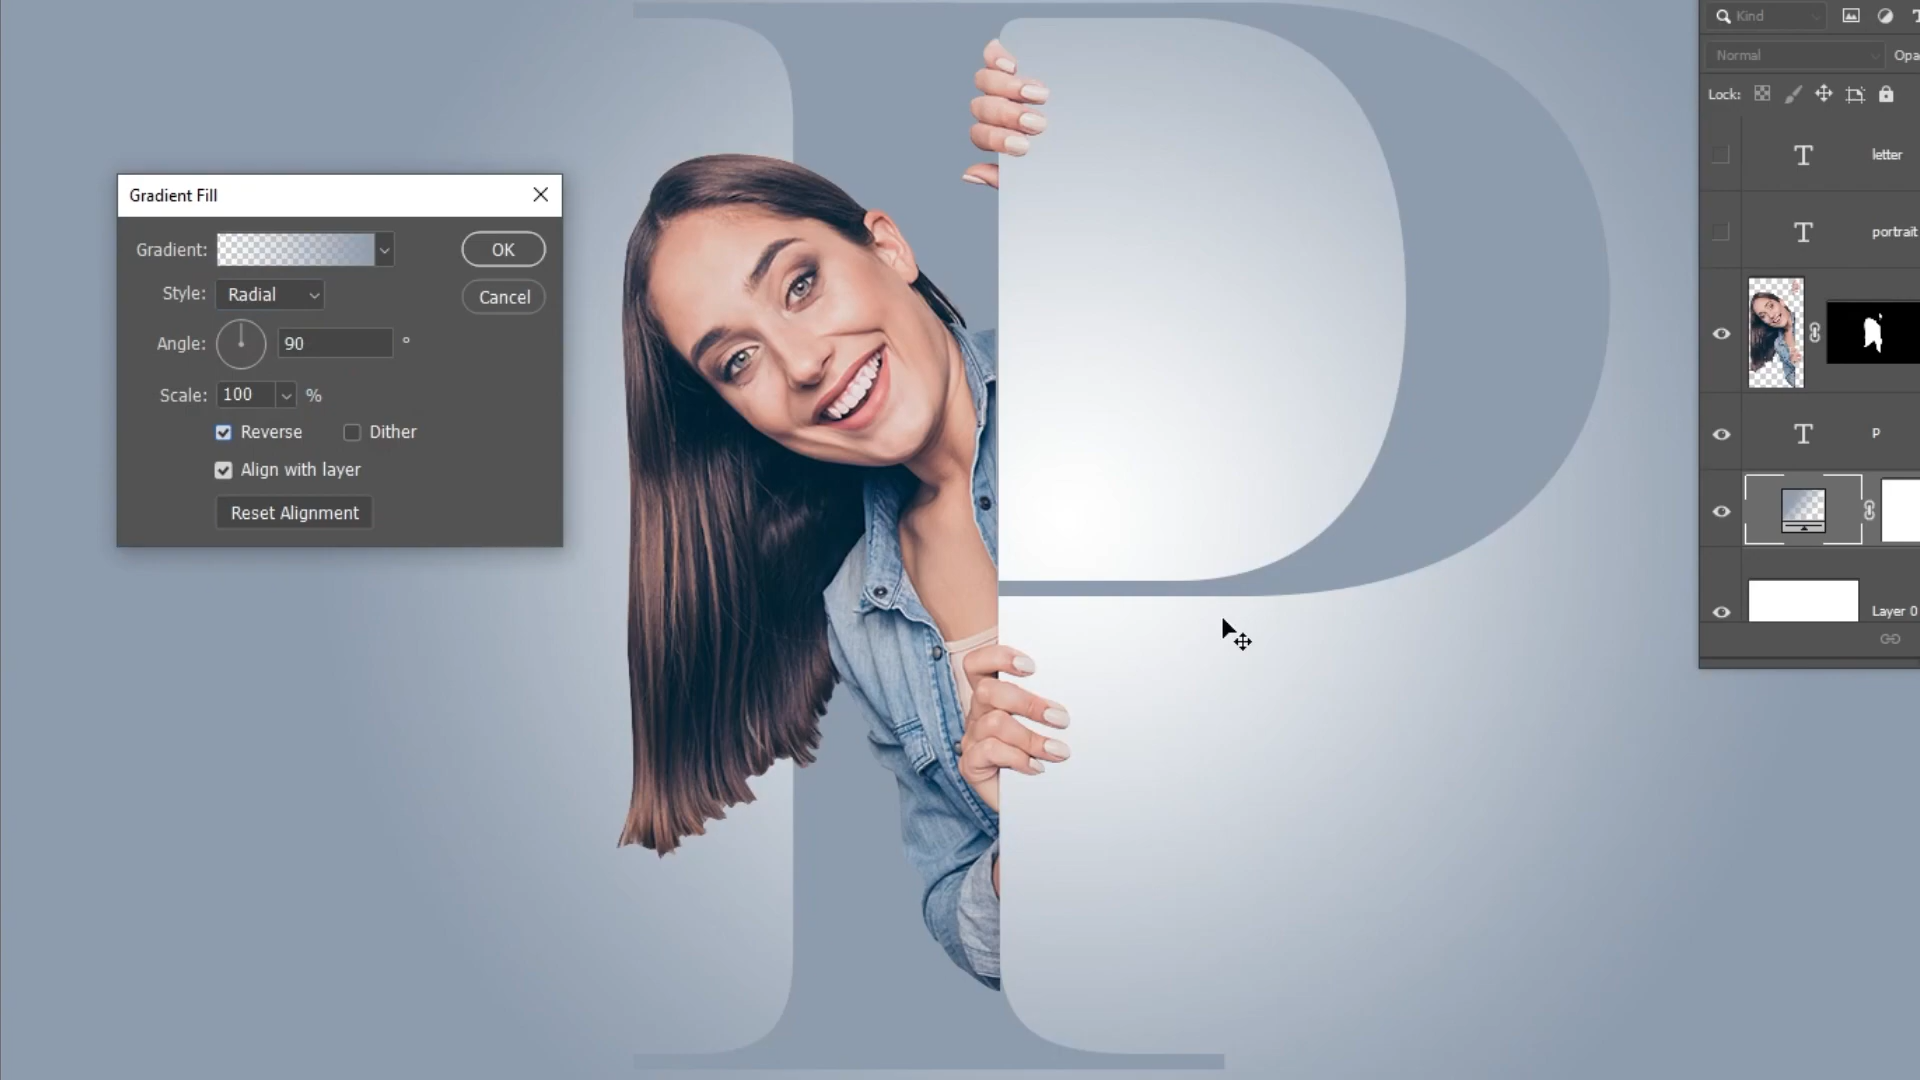 P
Gradient Fill
Gradient:
OK
Style: Radial
Cancel
Angle: 90 °
Scale: 100 %
Reverse Dither
Align with layer
Reset Alignment
Kind
T
Normal
Opa
Lock:
T letter
T portrait
T P
Layer 0